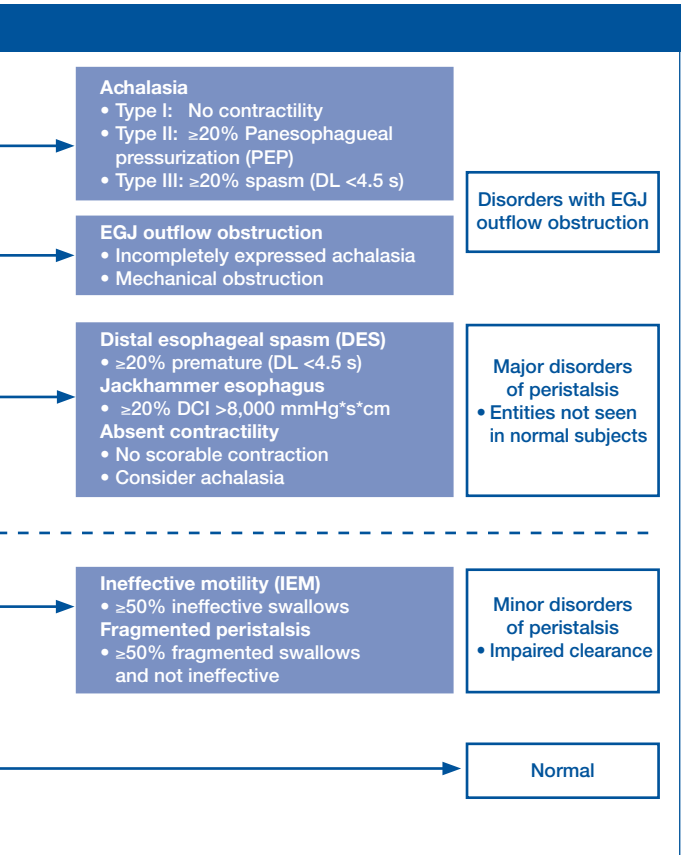 Achalasia
• Type I: No contractility
• Type II: ≥20% Panesophagueal
pressurization (PEP)
• Type III: ≥20% spasm (DL <4.5 s)
Disorders with EGJ
outflow obstruction
EGJ outflow obstruction
• Incompletely expressed achalasia
• Mechanical obstruction
Distal esophageal spasm (DES)
• ≥20% premature (DL <4.5 s)
Jackhammer esophagus
• ≥20% DCI >8,000 mmHg*s*cm
Absent contractility
• No scorable contraction
• Consider achalasia
Major disorders
of peristalsis
• Entities not seen
in normal subjects
Ineffective motility (IEM)
• ≥50% ineffective swallows
Fragmented peristalsis
• ≥50% fragmented swallows
and not ineffective
Minor disorders
of peristalsis
• Impaired clearance
Normal